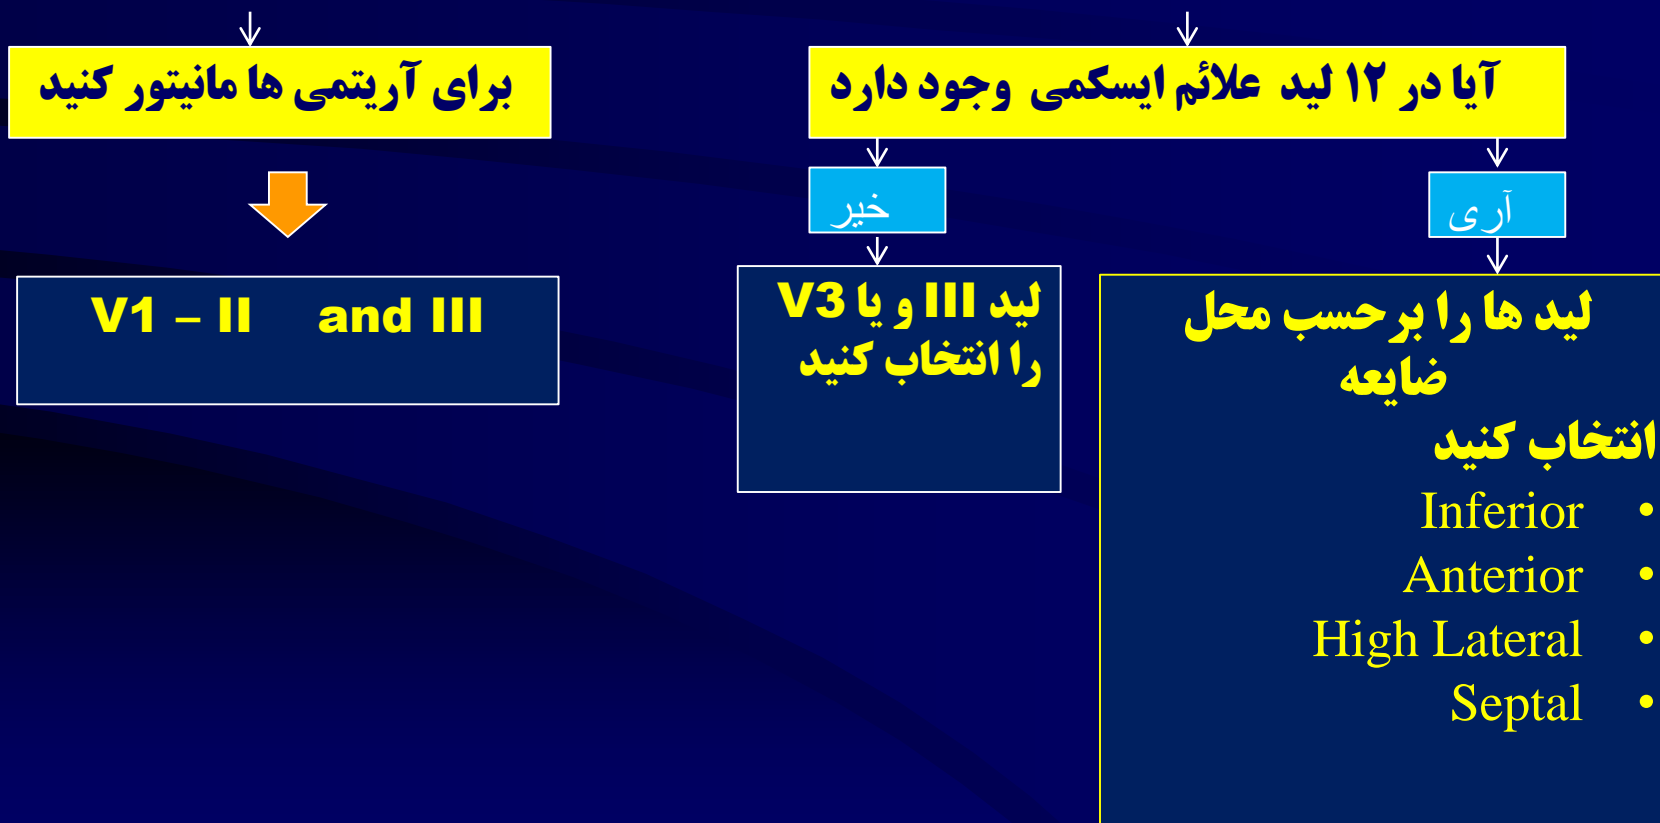 آیا در ۱۲ لید علائم ایسکمی وجود دارد
آری
لید ها را برحسب محل
ضایعه
انتخاب کنید
• Inferior
• Anterior
• High Lateral
• Septal
خیر
لید III و یا V3
را انتخاب کنید
برای آریتمی ها مانیتور کنید
V1 – II and III